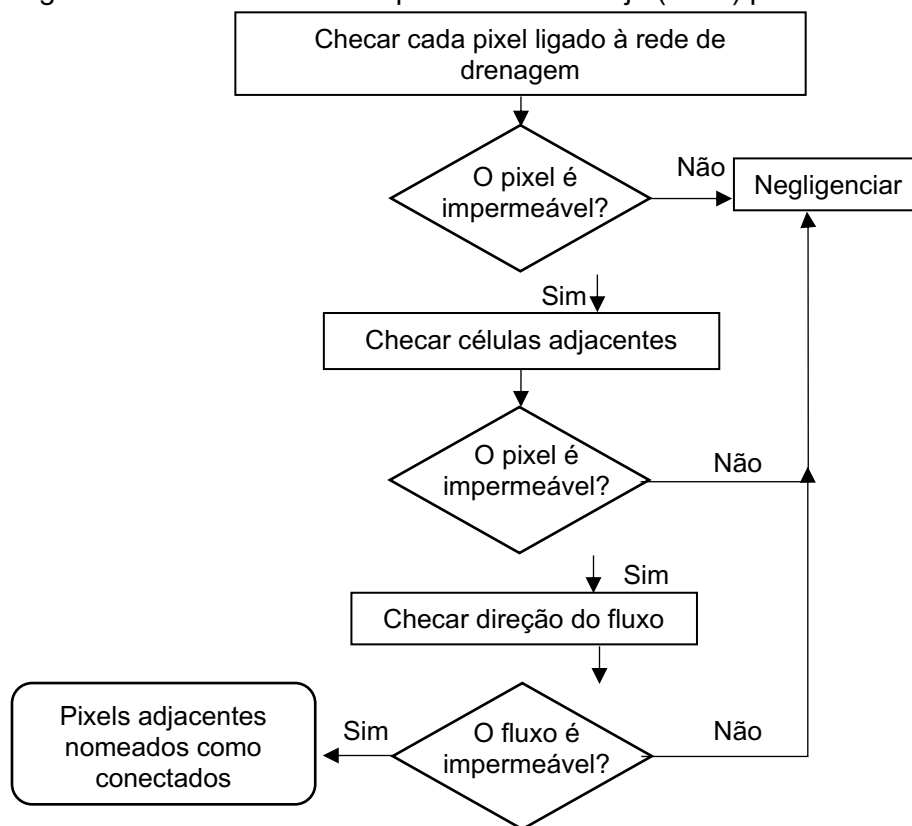 Checar cada pixel ligado à rede de
drenagem
O pixel é
impermeável?
Não
Negligenciar
Sim
Checar células adjacentes
O pixel é
impermeável?
Não
Sim
Checar direção do fluxo
O fluxo é
impermeável?
Não
Sim
Pixels adjacentes
nomeados como
conectados